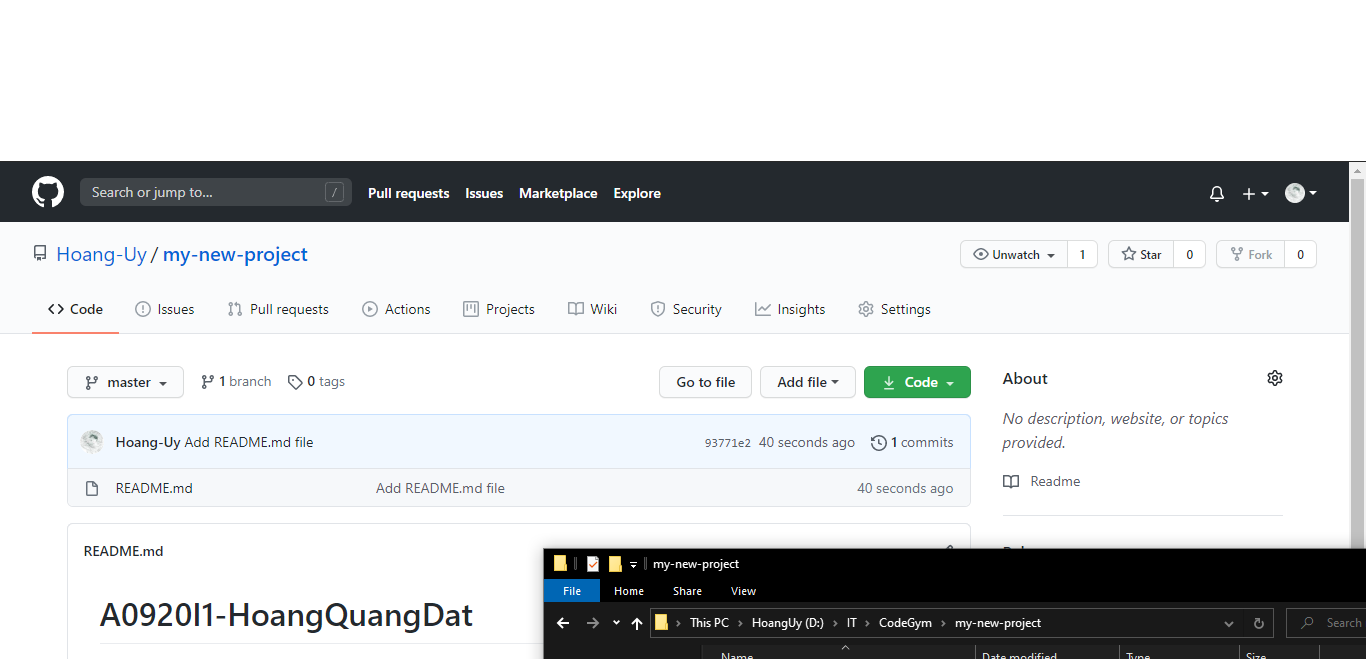 Search or jump to... / Pull requests Issues Marketplace Explore
Hoang-Uy / my-new-project Unwatch 1 Star 0 Fork 0
Code Issues Pull requests Actions Projects Wiki Security Insights Settings
master 1 branch 0 tags Go to file Add file Code About
Hoang-Uy Add README.md file 93771e2 40 seconds ago 1 commits
No description, website, or topics
provided.
README.md Add README.md file 40 seconds ago
Readme
README.md
A0920I1-HoangQuangDat
my-new-project
File Home Share View
This PC > HoangUy (D:) > IT > CodeGym > my-new-project Search
Name Date modified Type Size